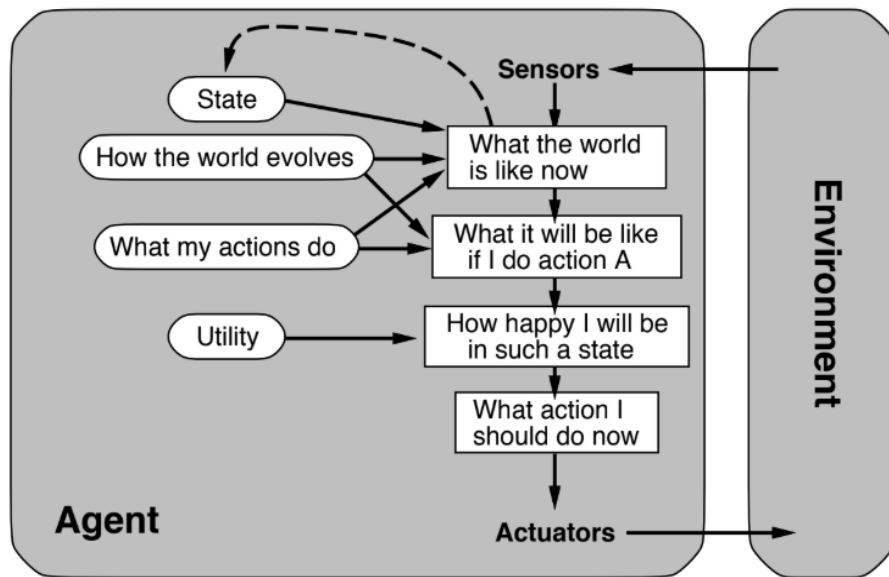 Sensors
State
What the world
is like now
How the world evolves
What it will be like
if I do action A
What my actions do
How happy I will be
in such a state
Utility
What action I
should do now
Agent
Actuators
Environment